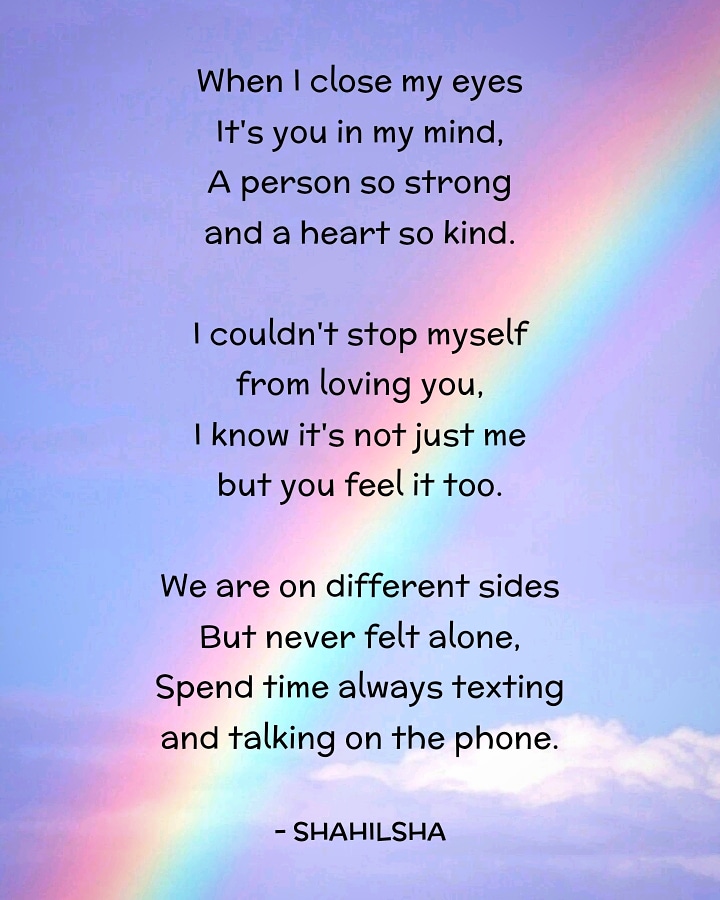 When I close my eyes
It's you in my mind,
A person so strong
and a heart so kind.
I couldn't stop myself
from loving you,
I know it's not just me
but you feel it too.
We are on different sides
But never felt alone,
Spend time always texting
and talking on the phone.
- SHAHILSHA